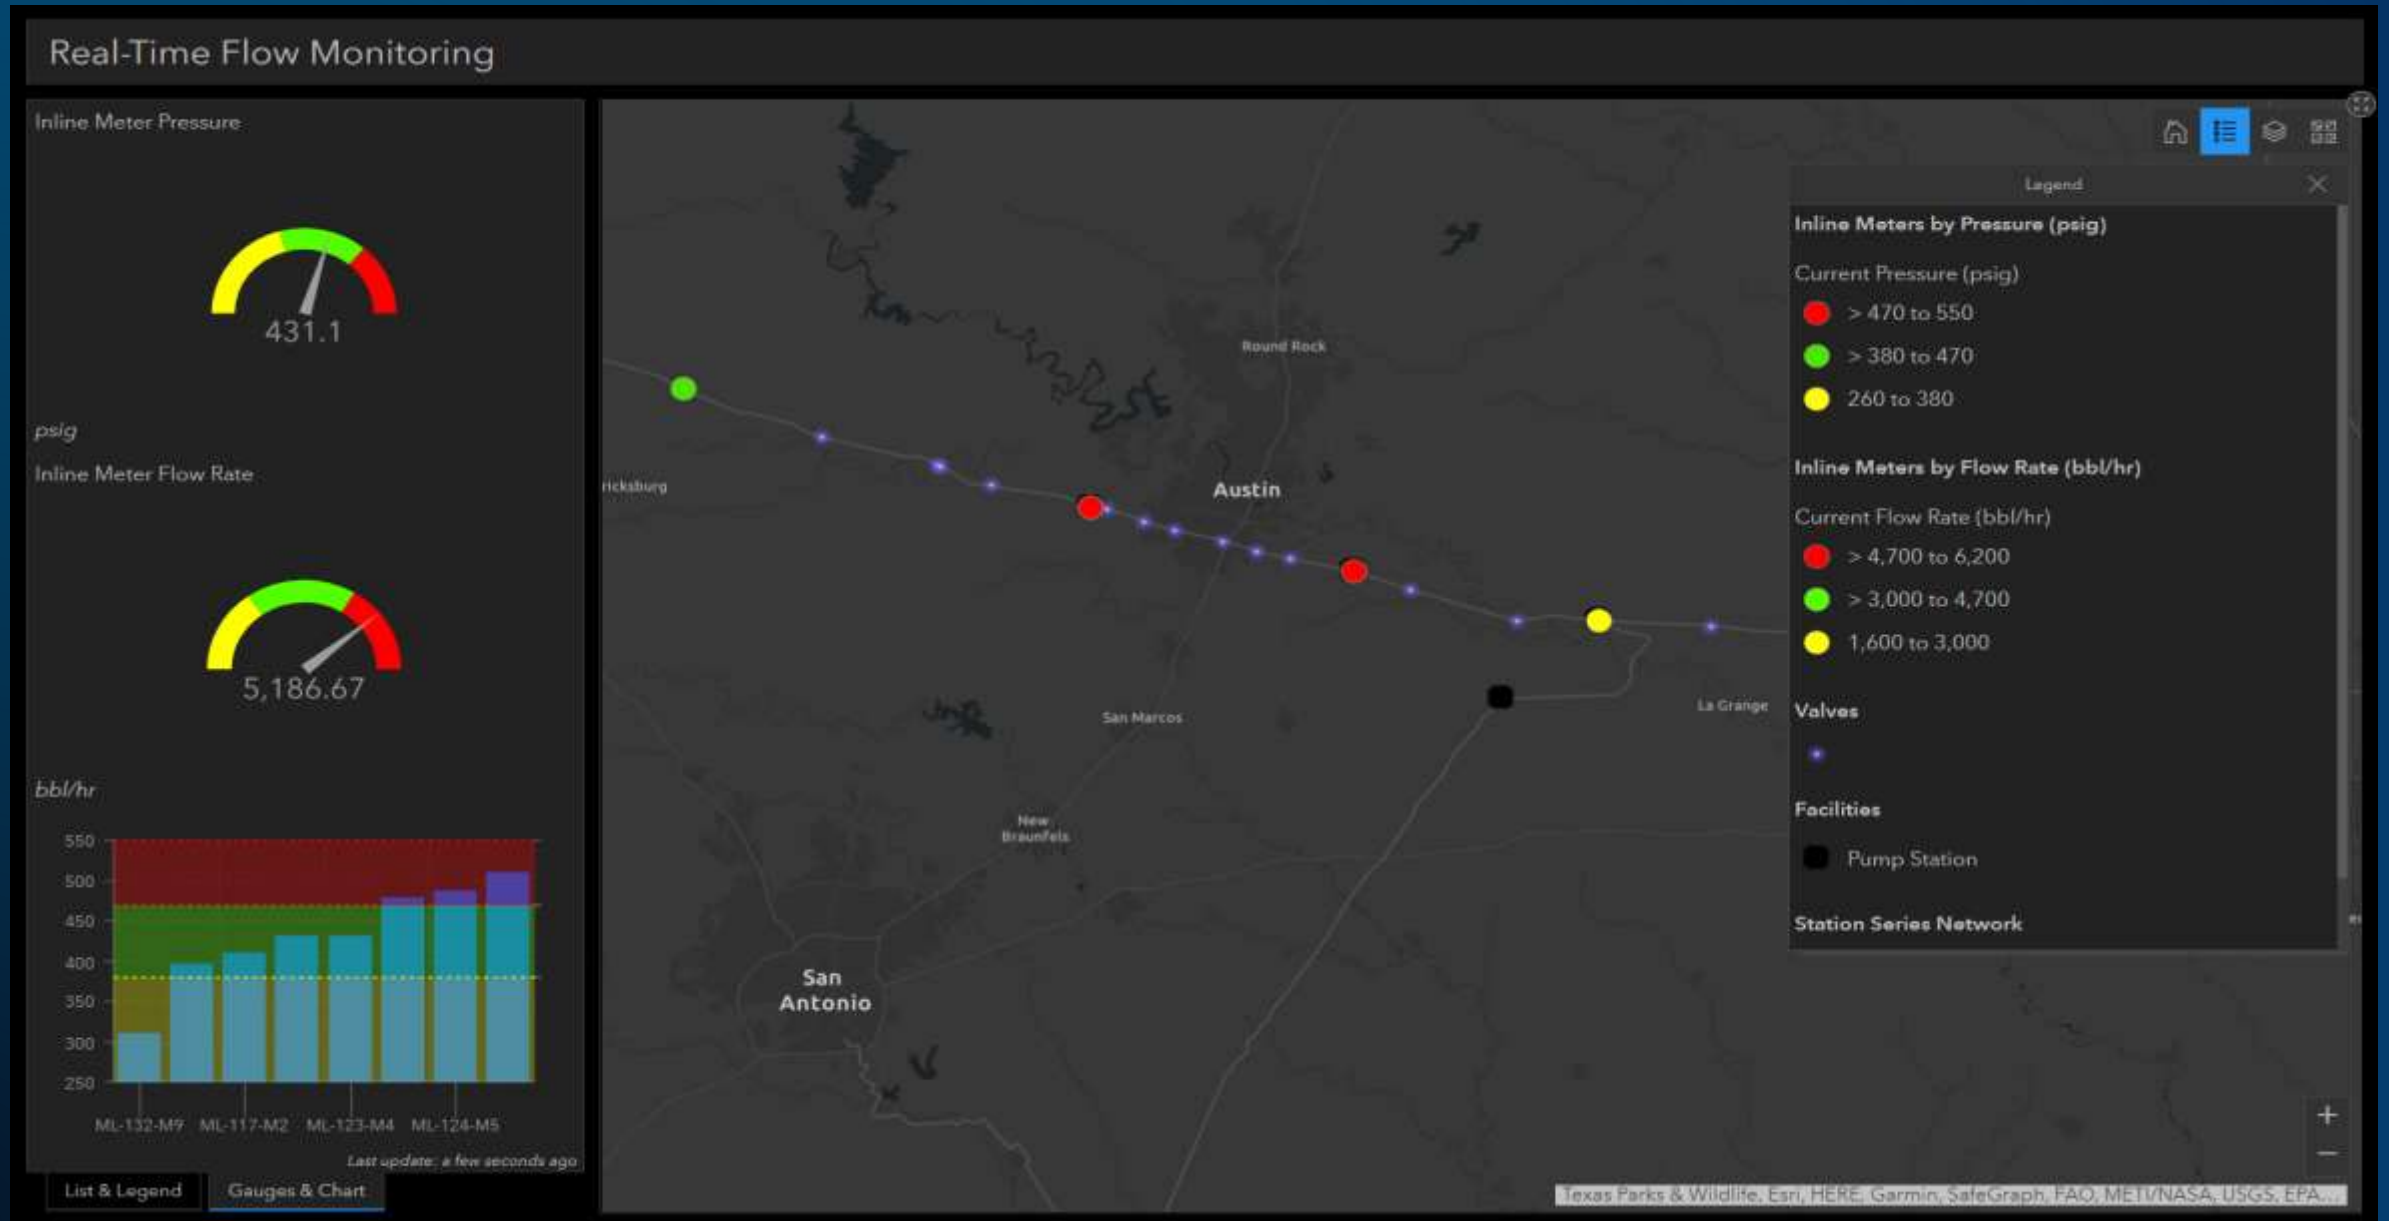 Real-Time Flow Monitoring
Inline Meter Pressure
431.1
psig
Inline Meter Flow Rate
5,186.67
bbl/hr
550
500
450
400
350
300
250
ML-132-M9 ML-117-M2 ML-123-M4 ML-124-M5
Last update: a few seconds ago
List & Legend
Gauges & Chart
Round Rock
ricksburg
Austin
San Marcos
La Grange
New
Braunfels
San
Antonio
Legend
Inline Meters by Pressure (psig)
Current Pressure (psig)
> 470 to 550
> 380 to 470
260 to 380
Inline Meters by Flow Rate (bbl/hr)
Current Flow Rate (bbl/hr)
> 4,700 to 6,200
> 3,000 to 4,700
1,600 to 3,000
Valves
Facilities
Pump Station
Station Series Network
+
−
Texas Parks & Wildlife, Esri, HERE, Garmin, SafeGraph, FAO, METI/NASA, USGS, EPA...